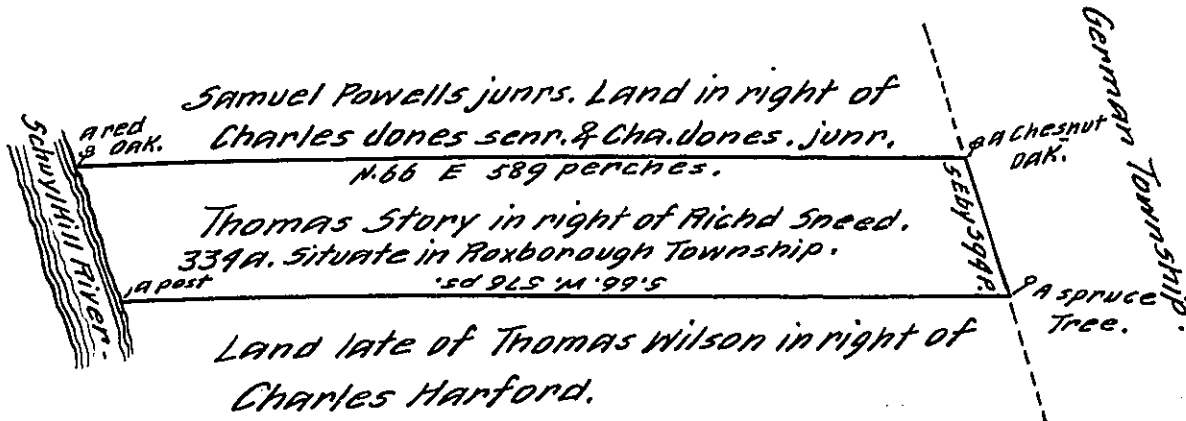 Samuel Powells junrs. Land in right of
Charles Jones senr. & Cha. Jones. junr.
a red
OAK.
A Chesnut
OAK.
N.66 E 589 perches.
Schuylkill River.
German Township.
Thomas Story in right of Richd Sneed.
334a. Situate in Roxborough Township.
S.66. W. 576 ps.
SEby S94P.
a post
A spruce
Tree.
Land late of Thomas Wilson in right of
Charles Harford.